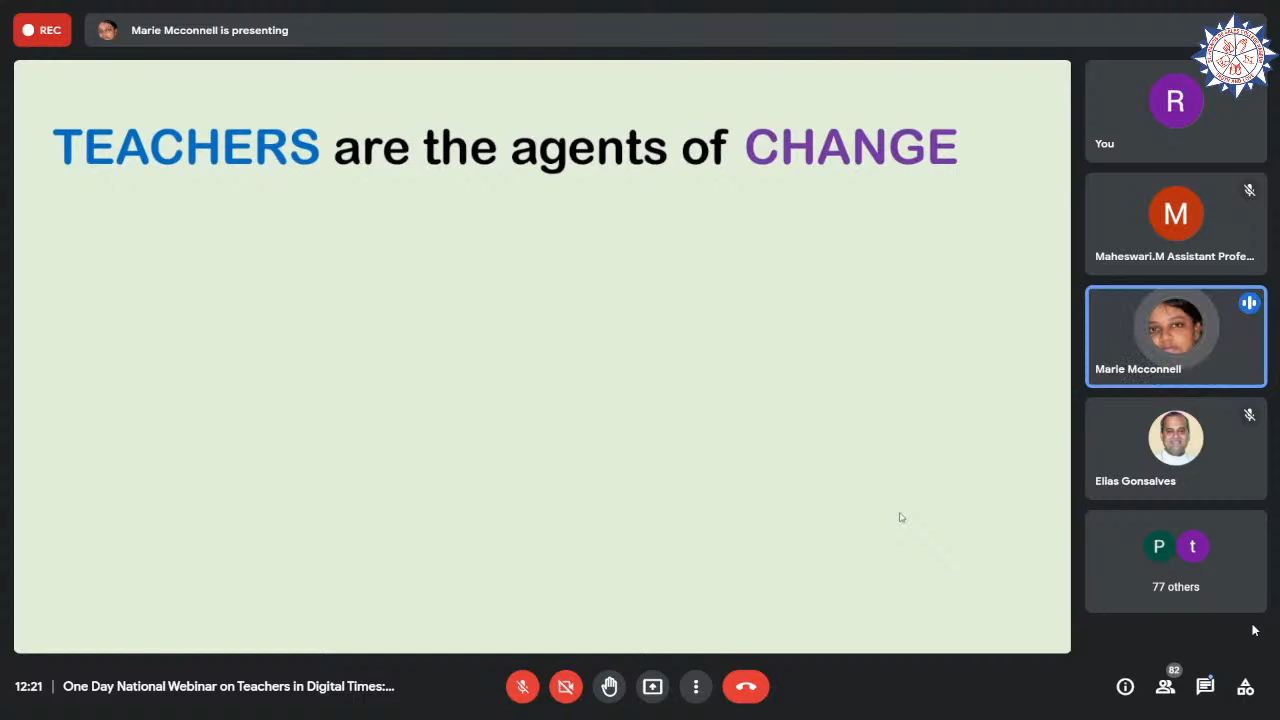 REC
Marie Mcconnell is presenting
TEACHERS are the agents of CHANGE
R
You
M
Maheswari.M Assistant Profe...
Marie Mcconnell
Elias Gonsalves
P t
77 others
12:21 | One Day National Webinar on Teachers in Digital Times:...
82